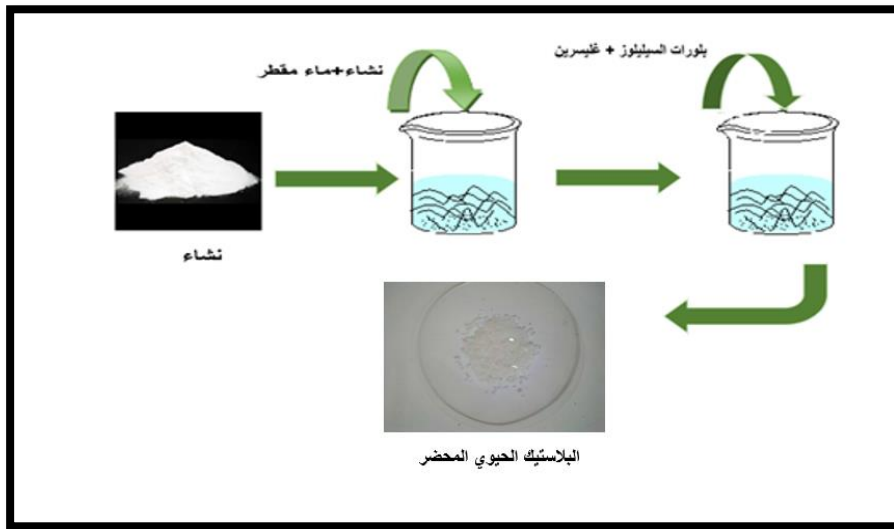 نشاء+ماء مقطر
بلورات السيليلوز + غليسرين
نشاء
البلاستيك الحيوي المحضر